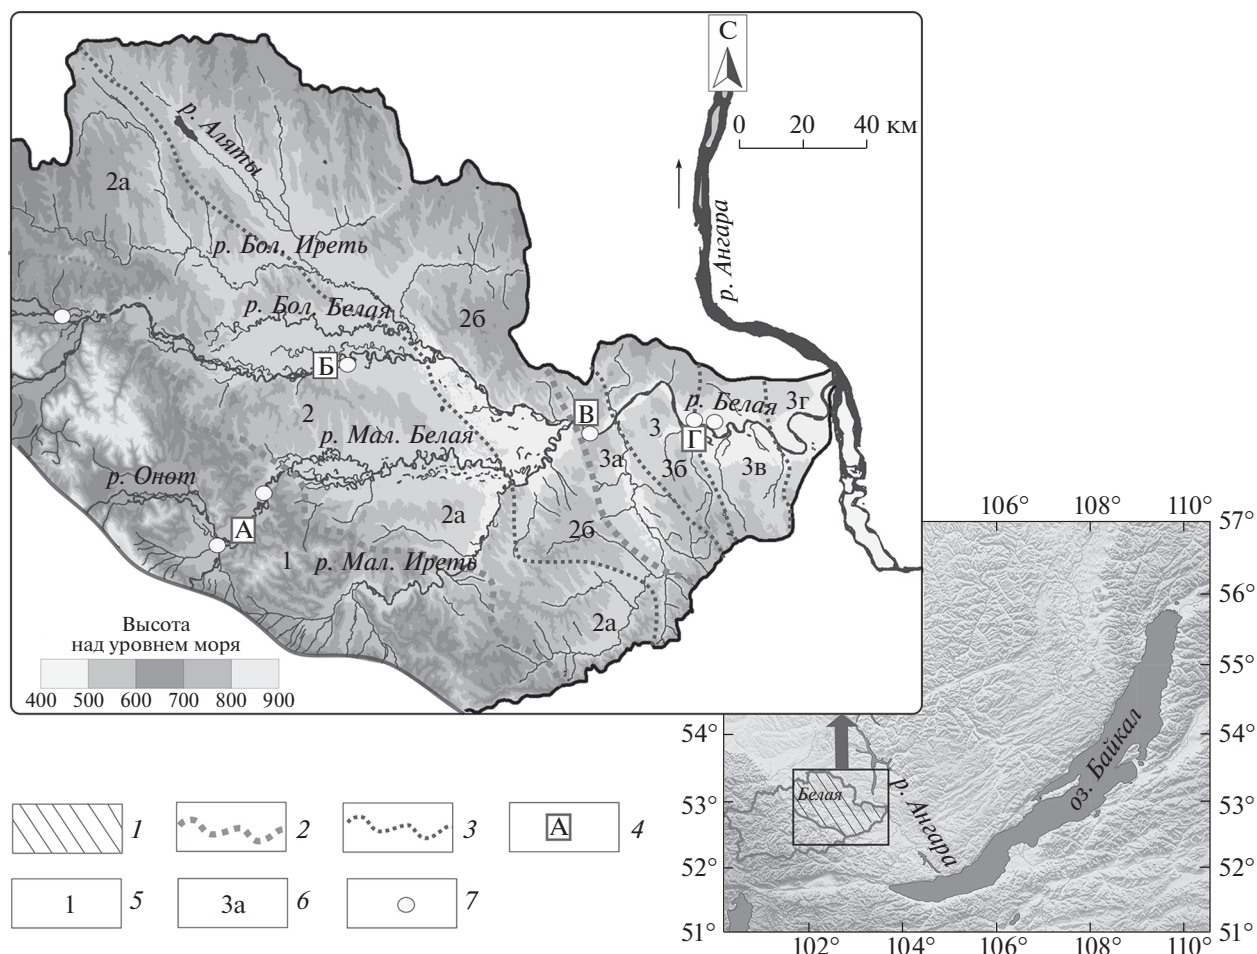 С
0 20 40 км
р. Аляты
2а
р. Ангара
р. Бол. Иреть
р. Бол. Белая
2б
Б
В
р. Белая
3г
2
3
Г
р. Мал. Белая
3а
3б
3в
р. Онот
2а
А
2б
1
р. Мал. Иреть
2а
Высота
над уровнем моря
400 500 600 700 800 900
106° 108° 110°
57°
56°
55°
54° 54°
53° 53°
52° 52°
51° 51°
102° 104° 106° 108° 110°
Белая
р. Ангара
оз. Байкал
1
2
3
А 4
1 5
3а 6
7